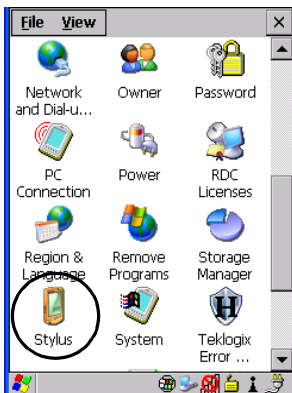 File View
Network and Dial-u...
Owner
Password
PC Connection
Power
RDC Licenses
Region & Language
Remove Programs
Storage Manager
Stylus
System
Teklogix Error ...